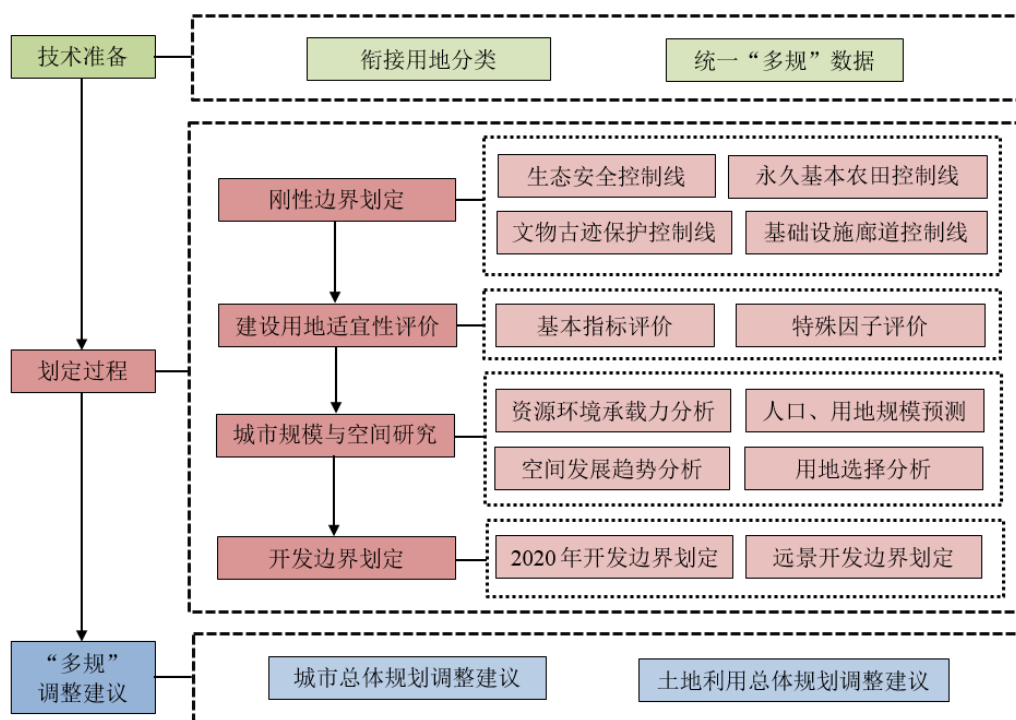 技术准备
衔接用地分类
统一“多规”数据
划定过程
刚性边界划定
生态安全控制线
永久基本农田控制线
文物古迹保护控制线
基础设施廊道控制线
建设用地适宜性评价
基本指标评价
特殊因子评价
城市规模与空间研究
资源环境承载力分析
人口、用地规模预测
空间发展趋势分析
用地选择分析
开发边界划定
2020年开发边界划定
远景开发边界划定
“多规”
调整建议
城市总体规划调整建议
土地利用总体规划调整建议